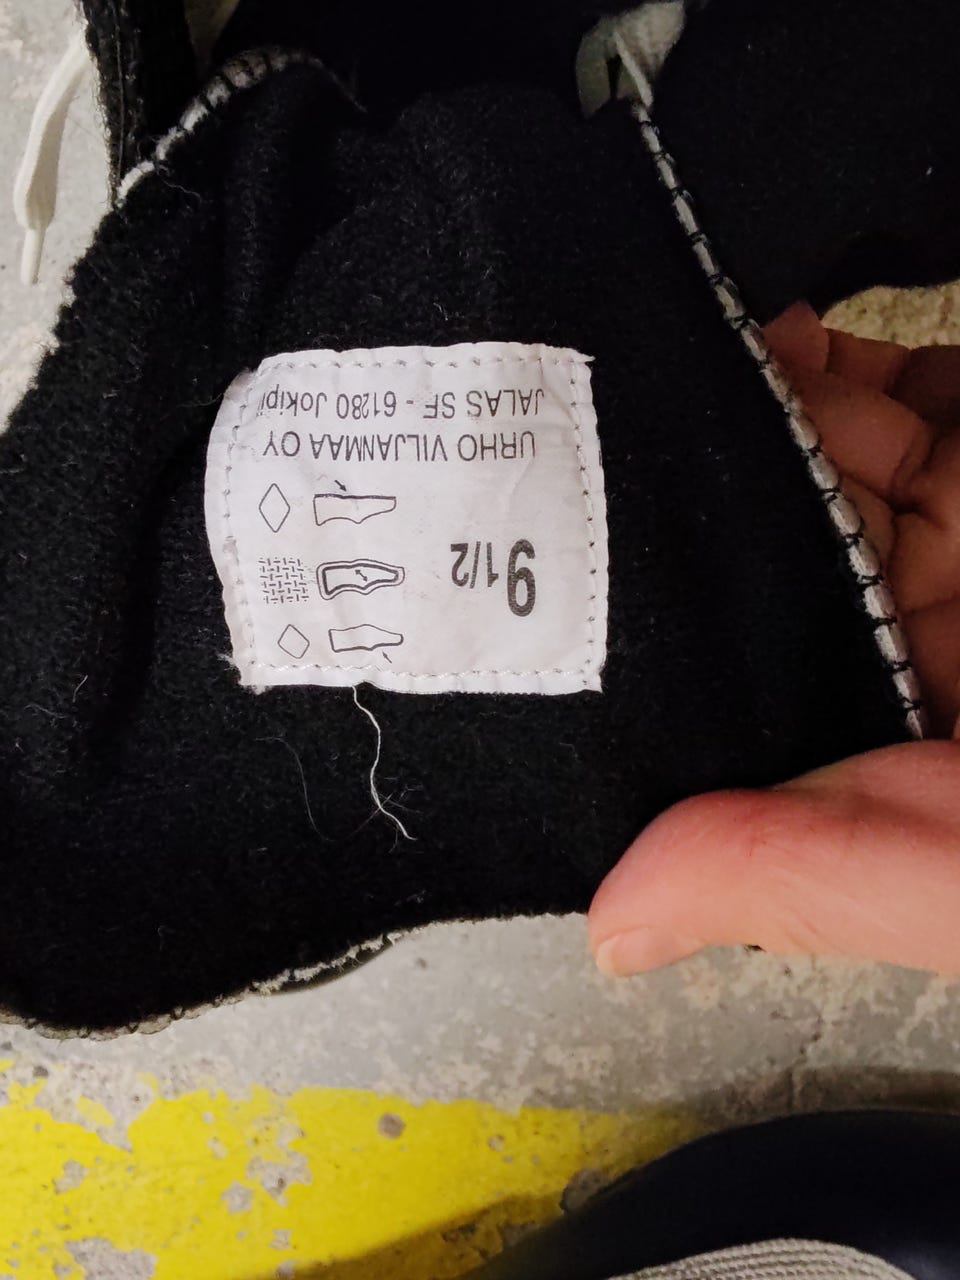 9 1/2
URHO VILJANMAA OY
JALAS SF - 61280 Jokipii